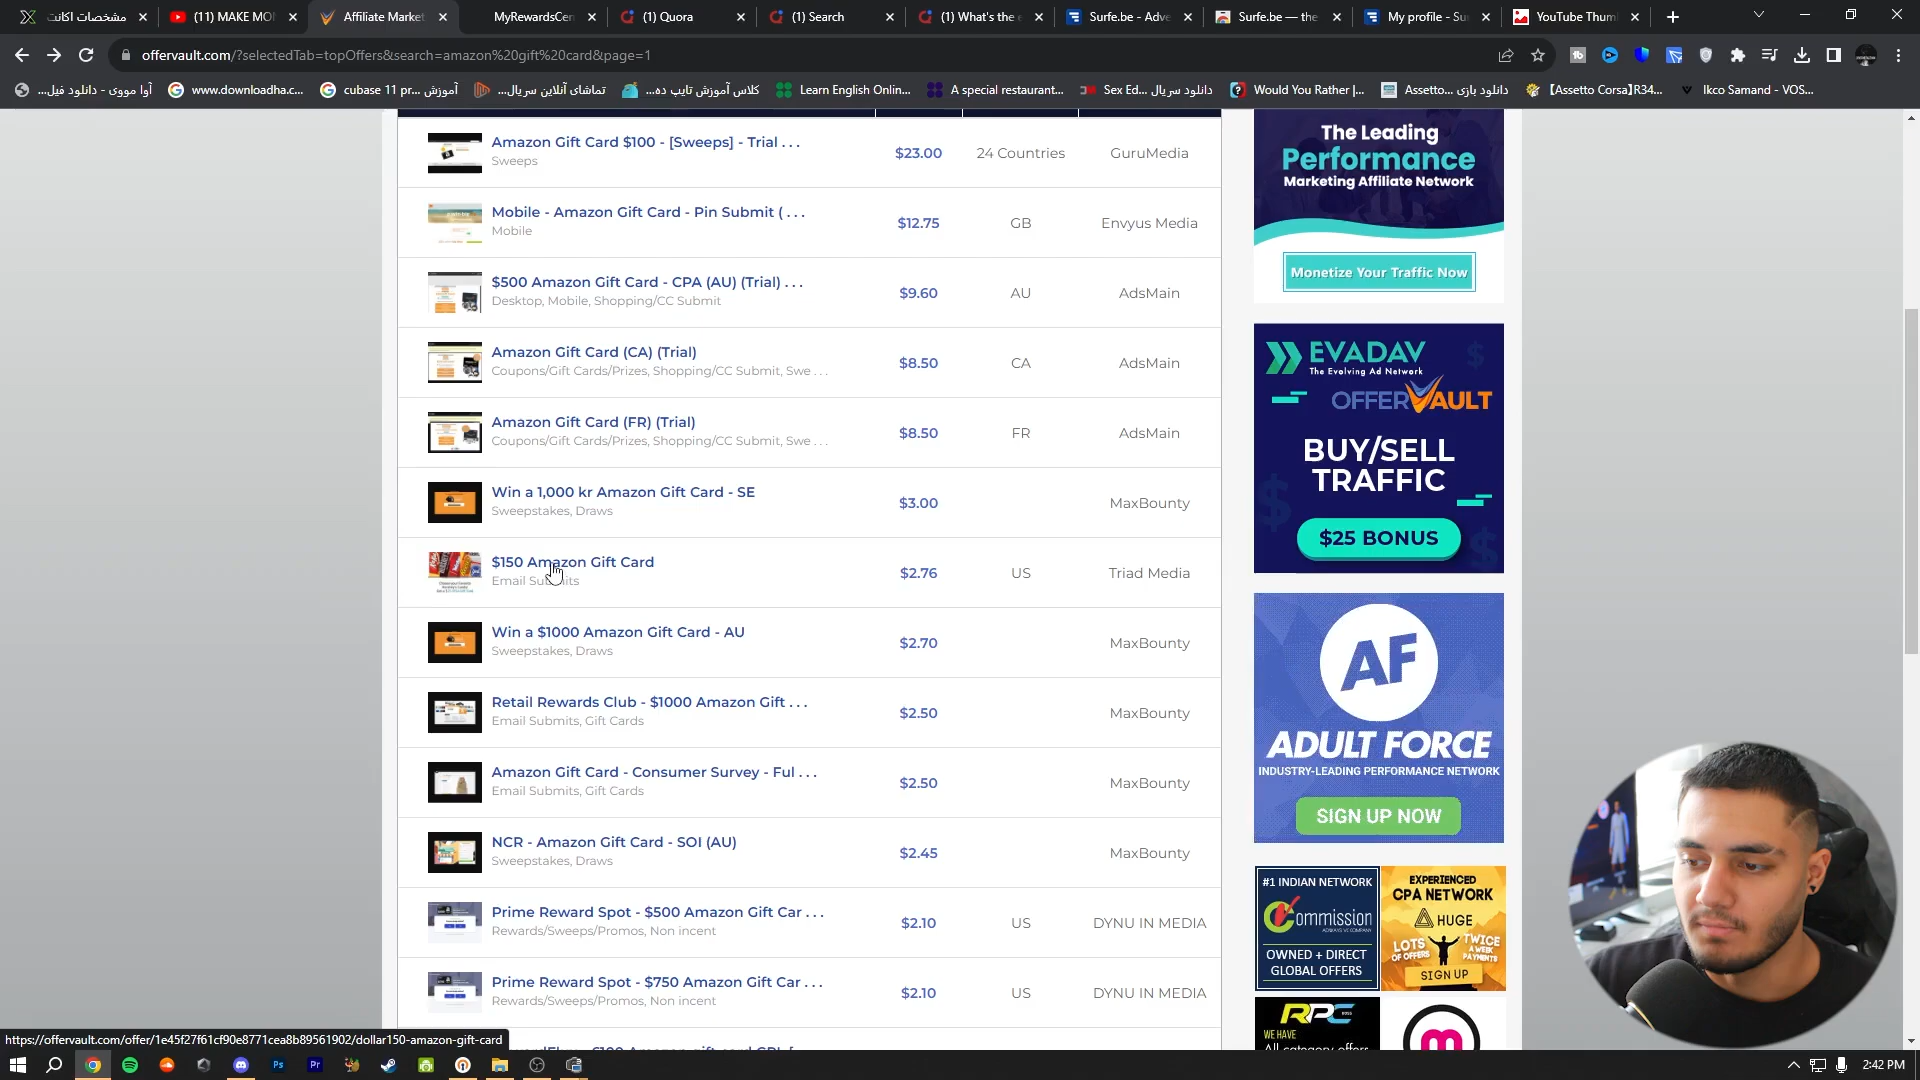 مشخصات اکانت
(11) MAKE MO
Affiliate Market
MyRewardsCen
(1) Quora
(1) Search
(1) What's the
Surfe.be - Adve
Surfe.be — the
My profile - Su
YouTube Thum
offervault.com/?selectedTab=topOffers&search=amazon%20gift%20card&page=1
آوا مووی - دانلود فیل...
www.downloadha.c...
آموزش cubase 11 pr...
تماشای آنلاین سریال...
کلاس آموزش تایپ ده...
Learn English Onlin...
A special restaurant...
دانلود سریال Sex Ed...
Would You Rather |...
دانلود بازی Assetto...
【Assetto Corsa】R34...
Ikco Samand - VOS...
Amazon Gift Card $100 - [Sweeps] - Trial . . .
Sweeps
$23.00
24 Countries
GuruMedia
Mobile - Amazon Gift Card - Pin Submit ( . . .
Mobile
$12.75
GB
Envyus Media
$500 Amazon Gift Card - CPA (AU) (Trial) . . .
Desktop, Mobile, Shopping/CC Submit
$9.60
AU
AdsMain
Amazon Gift Card (CA) (Trial)
Coupons/Gift Cards/Prizes, Shopping/CC Submit, Swe . . .
$8.50
CA
AdsMain
Amazon Gift Card (FR) (Trial)
Coupons/Gift Cards/Prizes, Shopping/CC Submit, Swe . . .
$8.50
FR
AdsMain
Win a 1,000 kr Amazon Gift Card - SE
Sweepstakes, Draws
$3.00
MaxBounty
$150 Amazon Gift Card
Email Submits
$2.76
US
Triad Media
Win a $1000 Amazon Gift Card - AU
Sweepstakes, Draws
$2.70
MaxBounty
Retail Rewards Club - $1000 Amazon Gift . . .
Email Submits, Gift Cards
$2.50
MaxBounty
Amazon Gift Card - Consumer Survey - Ful . . .
Email Submits, Gift Cards
$2.50
MaxBounty
NCR - Amazon Gift Card - SOI (AU)
Sweepstakes, Draws
$2.45
MaxBounty
Prime Reward Spot - $500 Amazon Gift Car . . .
Rewards/Sweeps/Promos, Non incent
$2.10
US
DYNU IN MEDIA
Prime Reward Spot - $750 Amazon Gift Car . . .
Rewards/Sweeps/Promos, Non incent
$2.10
US
DYNU IN MEDIA
The Leading
Performance
Marketing Affiliate Network
Monetize Your Traffic Now
EVADAV
The Evolving Ad Network
OFFERVAULT
BUY/SELL
TRAFFIC
$25 BONUS
AF
ADULT FORCE
INDUSTRY-LEADING PERFORMANCE NETWORK
SIGN UP NOW
#1 INDIAN NETWORK
Commission
OWNED + DIRECT
GLOBAL OFFERS
EXPERIENCED
CPA NETWORK
HUGE
LOTS
OF OFFERS
TWICE
A WEEK
PAYMENTS
SIGN UP
RPC
WE HAVE
All category offers
m
https://offervault.com/offer/1e45f27f61cf90e8771cea8b89561902/dollar150-amazon-gift-card
Ps
Pr
2:42 PM